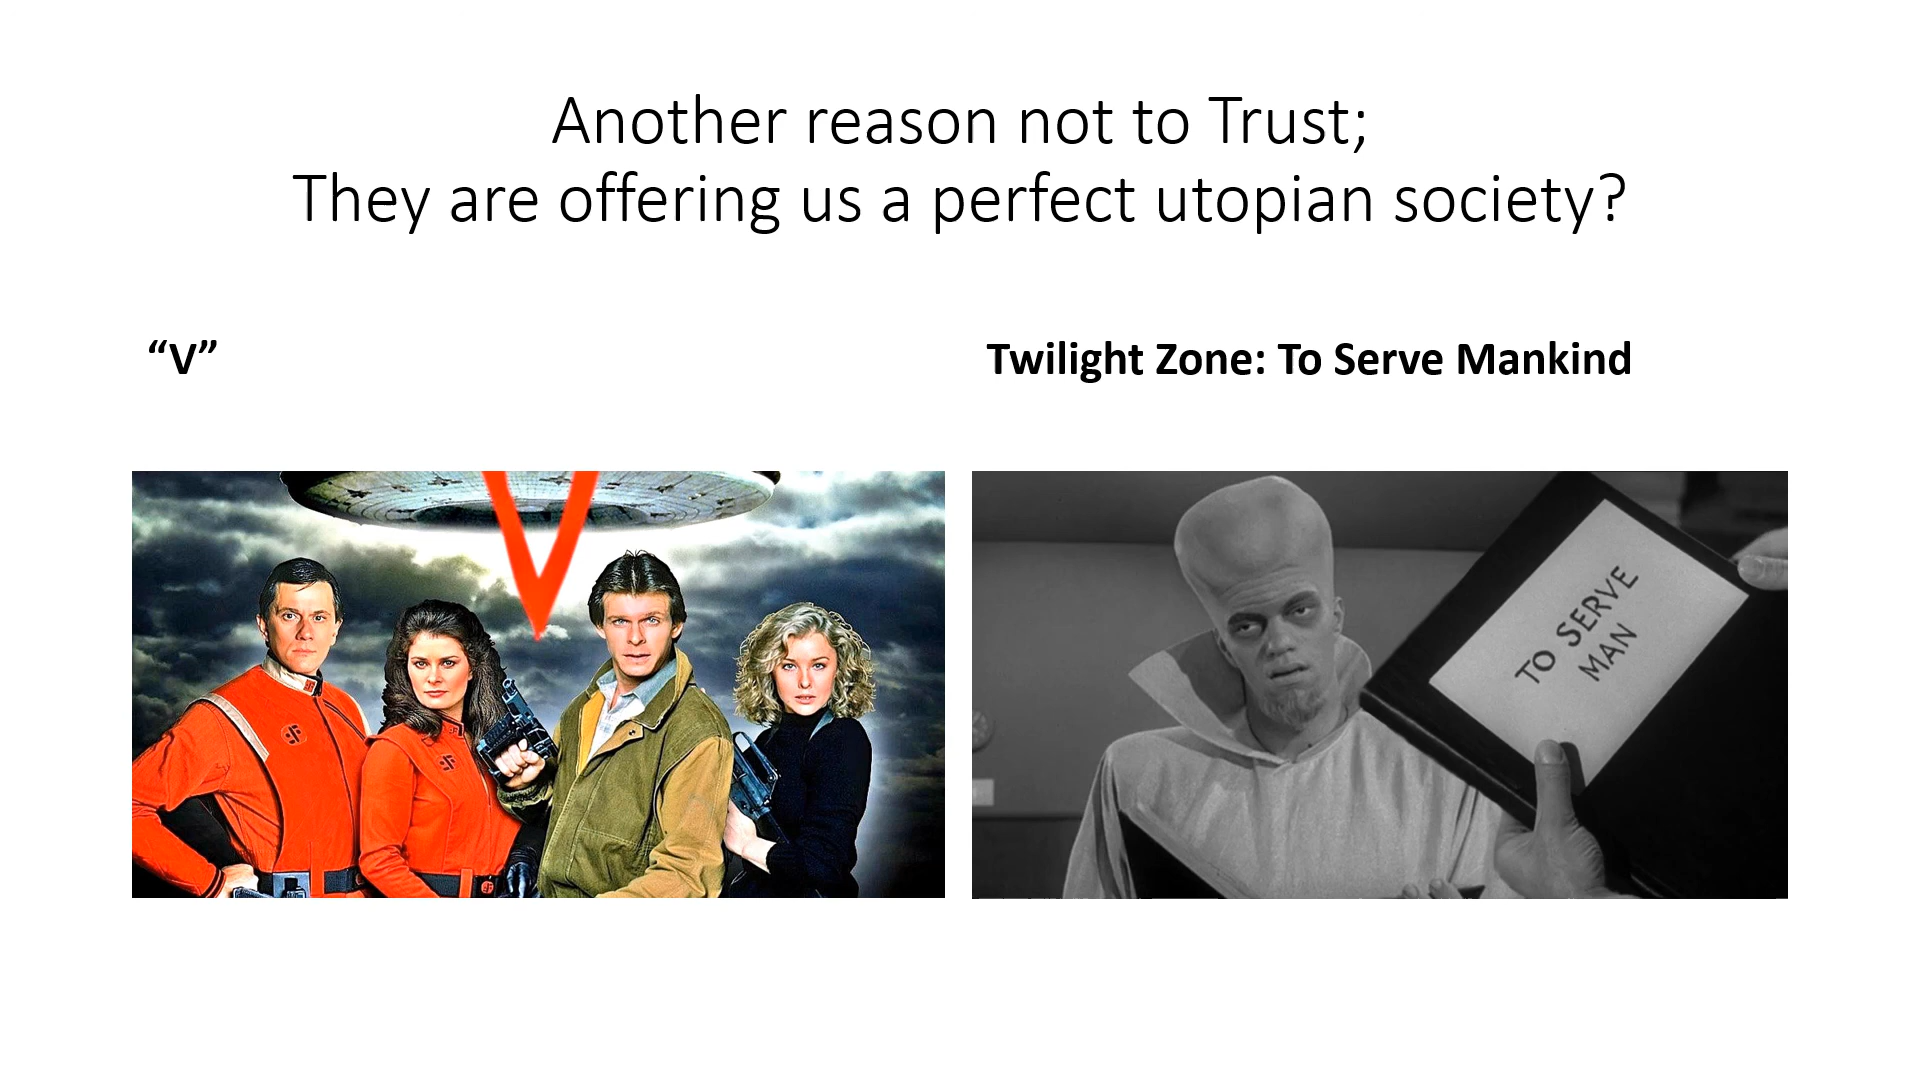 Another reason not to Trust;
They are offering us a perfect utopian society?
“V”
Twilight Zone: To Serve Mankind
V
TO SERVE
MAN